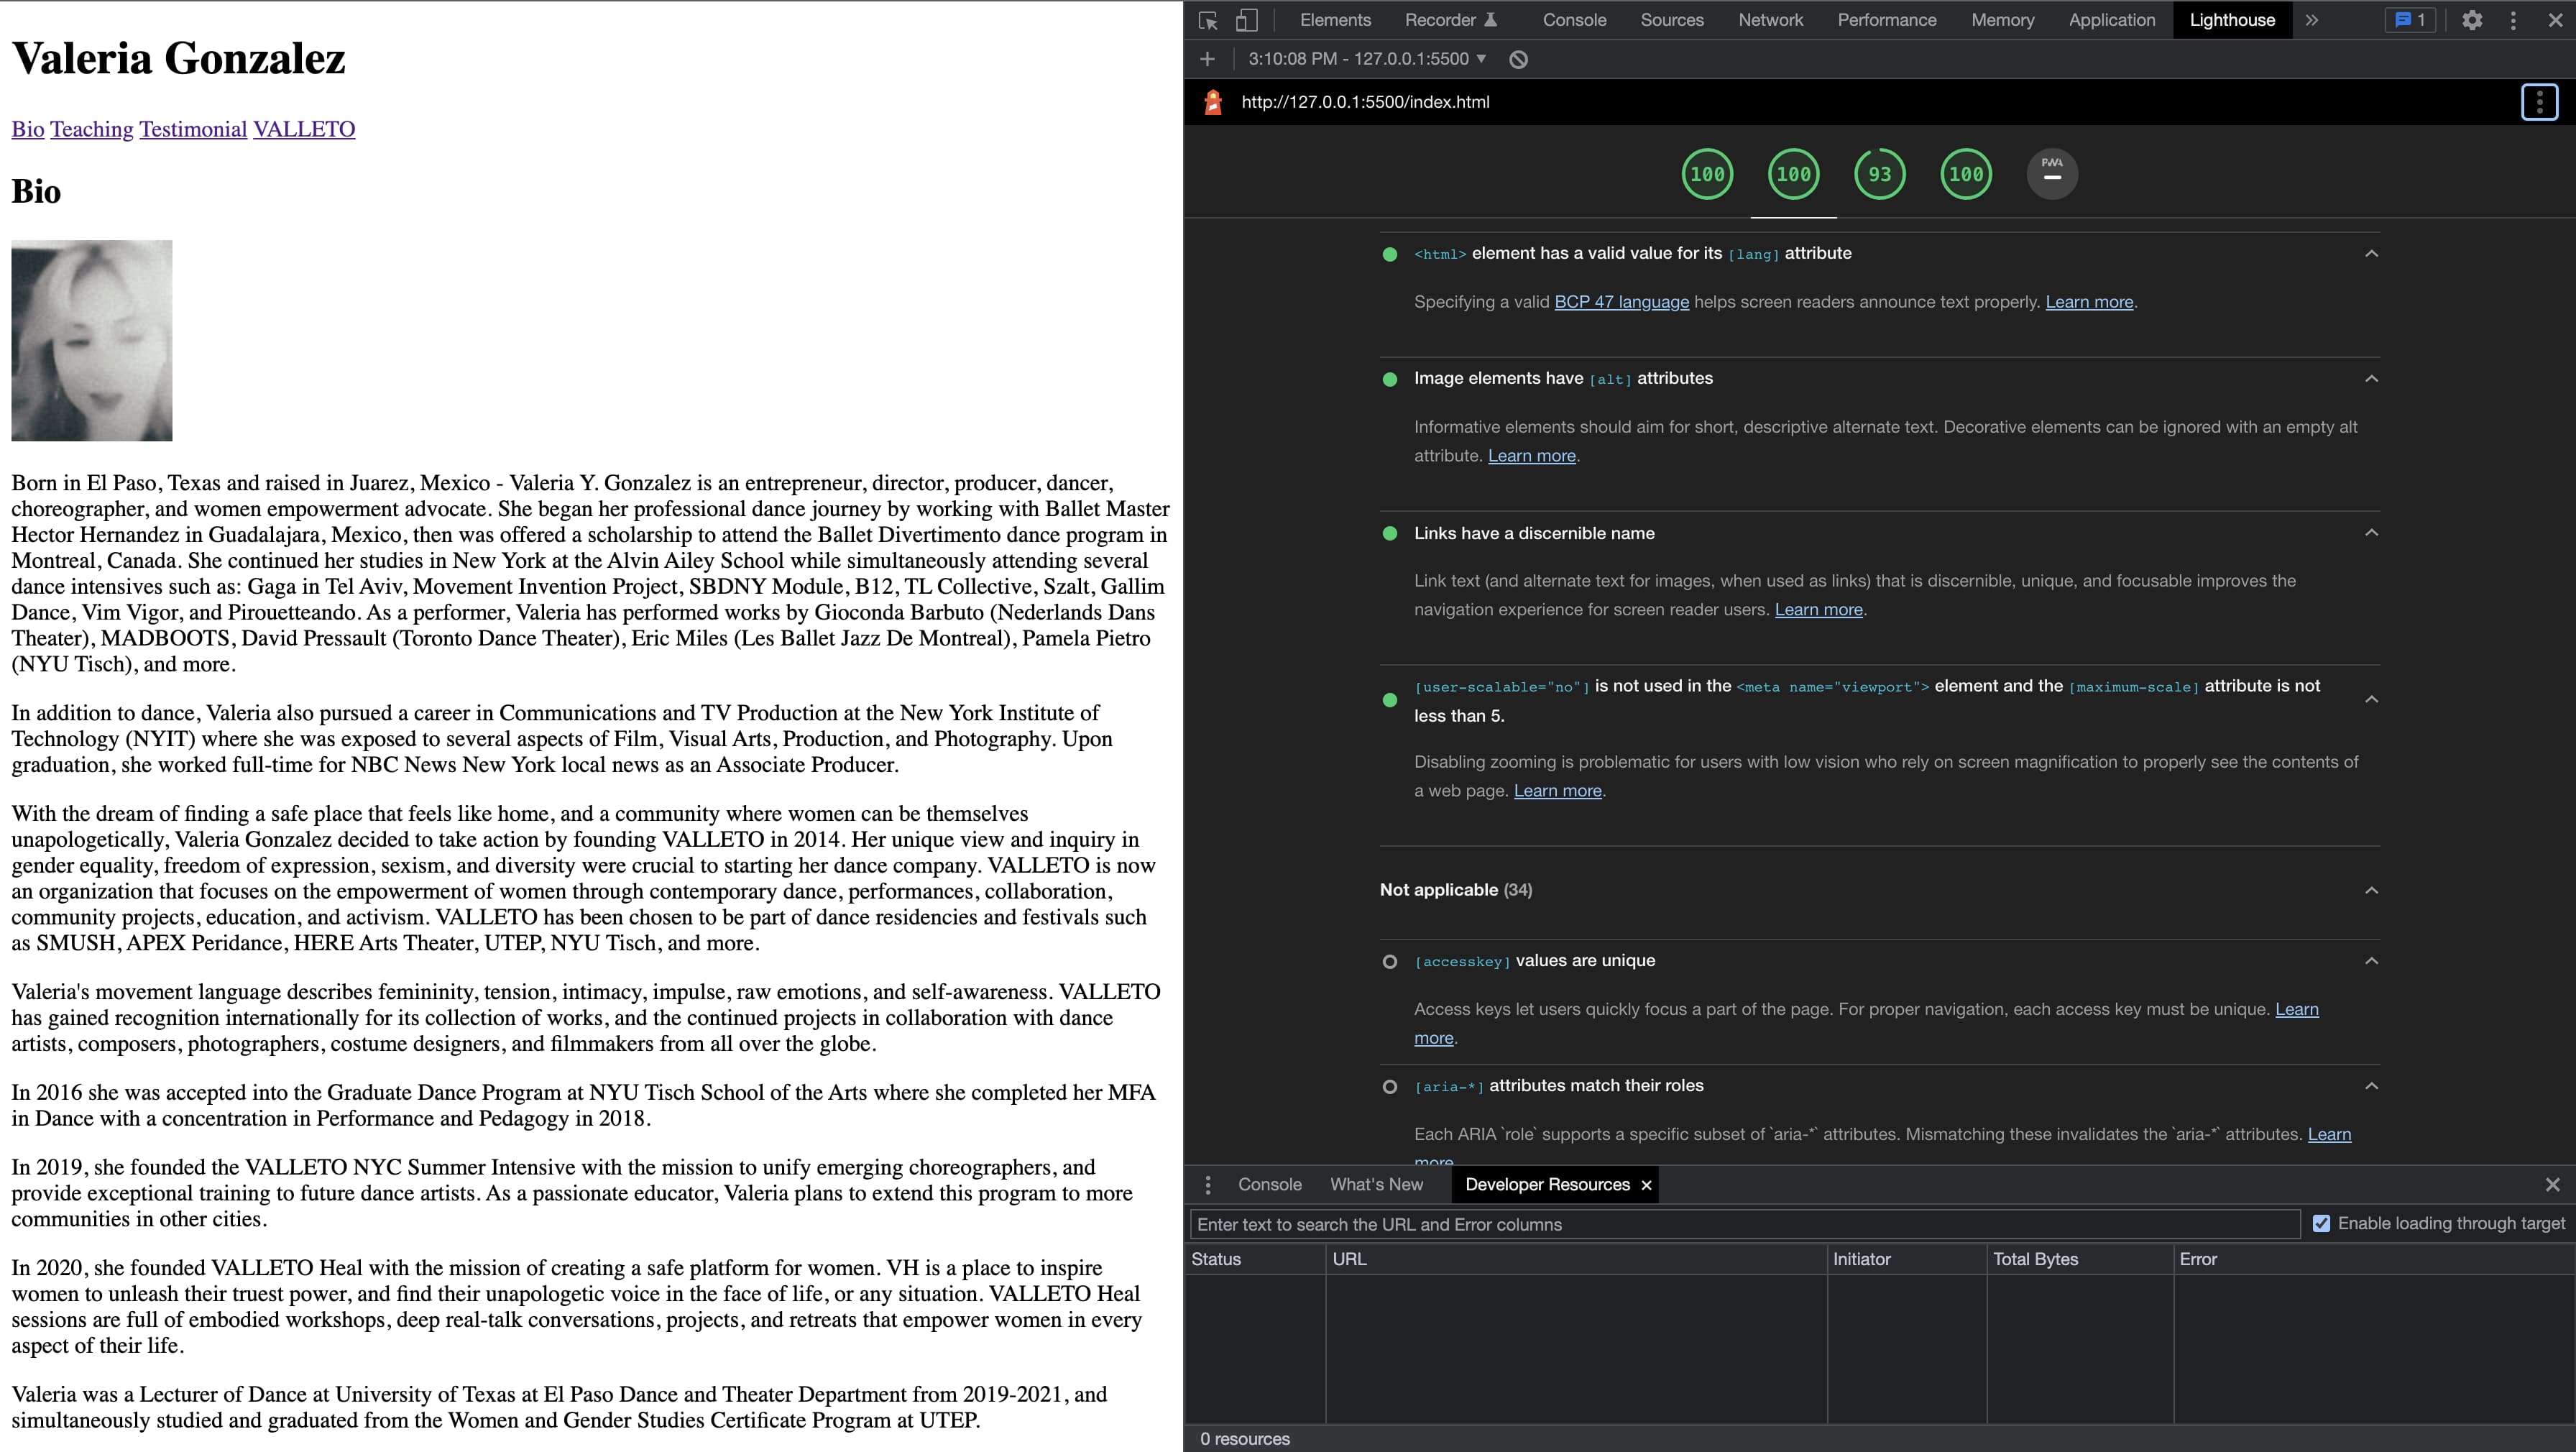 Valeria Gonzalez
Bio Teaching Testimonial VALLETO
Bio
Born in El Paso, Texas and raised in Juarez, Mexico - Valeria Y. Gonzalez is an entrepreneur, director, producer, dancer,
choreographer, and women empowerment advocate. She began her professional dance journey by working with Ballet Master
Hector Hernandez in Guadalajara, Mexico, then was offered a scholarship to attend the Ballet Divertimento dance program in
Montreal, Canada. She continued her studies in New York at the Alvin Ailey School while simultaneously attending several
dance intensives such as: Gaga in Tel Aviv, Movement Invention Project, SBDNY Module, B12, TL Collective, Szalt, Gallim
Dance, Vim Vigor, and Pirouetteando. As a performer, Valeria has performed works by Gioconda Barbuto (Nederlands Dans
Theater), MADBOOTS, David Pressault (Toronto Dance Theater), Eric Miles (Les Ballet Jazz De Montreal), Pamela Pietro
(NYU Tisch), and more.
In addition to dance, Valeria also pursued a career in Communications and TV Production at the New York Institute of
Technology (NYIT) where she was exposed to several aspects of Film, Visual Arts, Production, and Photography. Upon
graduation, she worked full-time for NBC News New York local news as an Associate Producer.
With the dream of finding a safe place that feels like home, and a community where women can be themselves
unapologetically, Valeria Gonzalez decided to take action by founding VALLETO in 2014. Her unique view and inquiry in
gender equality, freedom of expression, sexism, and diversity were crucial to starting her dance company. VALLETO is now
an organization that focuses on the empowerment of women through contemporary dance, performances, collaboration,
community projects, education, and activism. VALLETO has been chosen to be part of dance residencies and festivals such
as SMUSH, APEX Peridance, HERE Arts Theater, UTEP, NYU Tisch, and more.
Valeria's movement language describes femininity, tension, intimacy, impulse, raw emotions, and self-awareness. VALLETO
has gained recognition internationally for its collection of works, and the continued projects in collaboration with dance
artists, composers, photographers, costume designers, and filmmakers from all over the globe.
In 2016 she was accepted into the Graduate Dance Program at NYU Tisch School of the Arts where she completed her MFA
in Dance with a concentration in Performance and Pedagogy in 2018.
In 2019, she founded the VALLETO NYC Summer Intensive with the mission to unify emerging choreographers, and
provide exceptional training to future dance artists. As a passionate educator, Valeria plans to extend this program to more
communities in other cities.
In 2020, she founded VALLETO Heal with the mission of creating a safe platform for women. VH is a place to inspire
women to unleash their truest power, and find their unapologetic voice in the face of life, or any situation. VALLETO Heal
sessions are full of embodied workshops, deep real-talk conversations, projects, and retreats that empower women in every
aspect of their life.
Valeria was a Lecturer of Dance at University of Texas at El Paso Dance and Theater Department from 2019-2021, and
simultaneously studied and graduated from the Women and Gender Studies Certificate Program at UTEP.
Elements Recorder Console Sources Network Performance Memory Application Lighthouse 1
3:10:08 PM - 127.0.0.1:5500
http://127.0.0.1:5500/index.html
100 100 93 100 PWA
<html> element has a valid value for its [lang] attribute
Specifying a valid BCP 47 language helps screen readers announce text properly. Learn more.
Image elements have [alt] attributes
Informative elements should aim for short, descriptive alternate text. Decorative elements can be ignored with an empty alt
attribute. Learn more.
Links have a discernible name
Link text (and alternate text for images, when used as links) that is discernible, unique, and focusable improves the
navigation experience for screen reader users. Learn more.
[user-scalable="no"] is not used in the <meta name="viewport"> element and the [maximum-scale] attribute is not
less than 5.
Disabling zooming is problematic for users with low vision who rely on screen magnification to properly see the contents of
a web page. Learn more.
Not applicable (34)
[accesskey] values are unique
Access keys let users quickly focus a part of the page. For proper navigation, each access key must be unique. Learn
more.
[aria-*] attributes match their roles
Each ARIA `role` supports a specific subset of `aria-*` attributes. Mismatching these invalidates the `aria-*` attributes. Learn
more
Console What's New Developer Resources
Enter text to search the URL and Error columns Enable loading through target
Status URL Initiator Total Bytes Error
0 resources